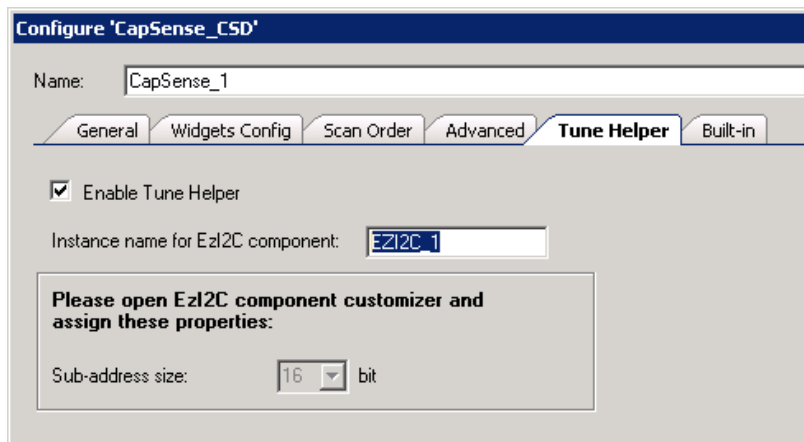 Configure 'CapSense_CSD'
Name: CapSense_1
General Widgets Config Scan Order Advanced Tune Helper Built-in
Enable Tune Helper
Instance name for EzI2C component: EZI2C_1
Please open EzI2C component customizer and
assign these properties:
Sub-address size: 16 bit